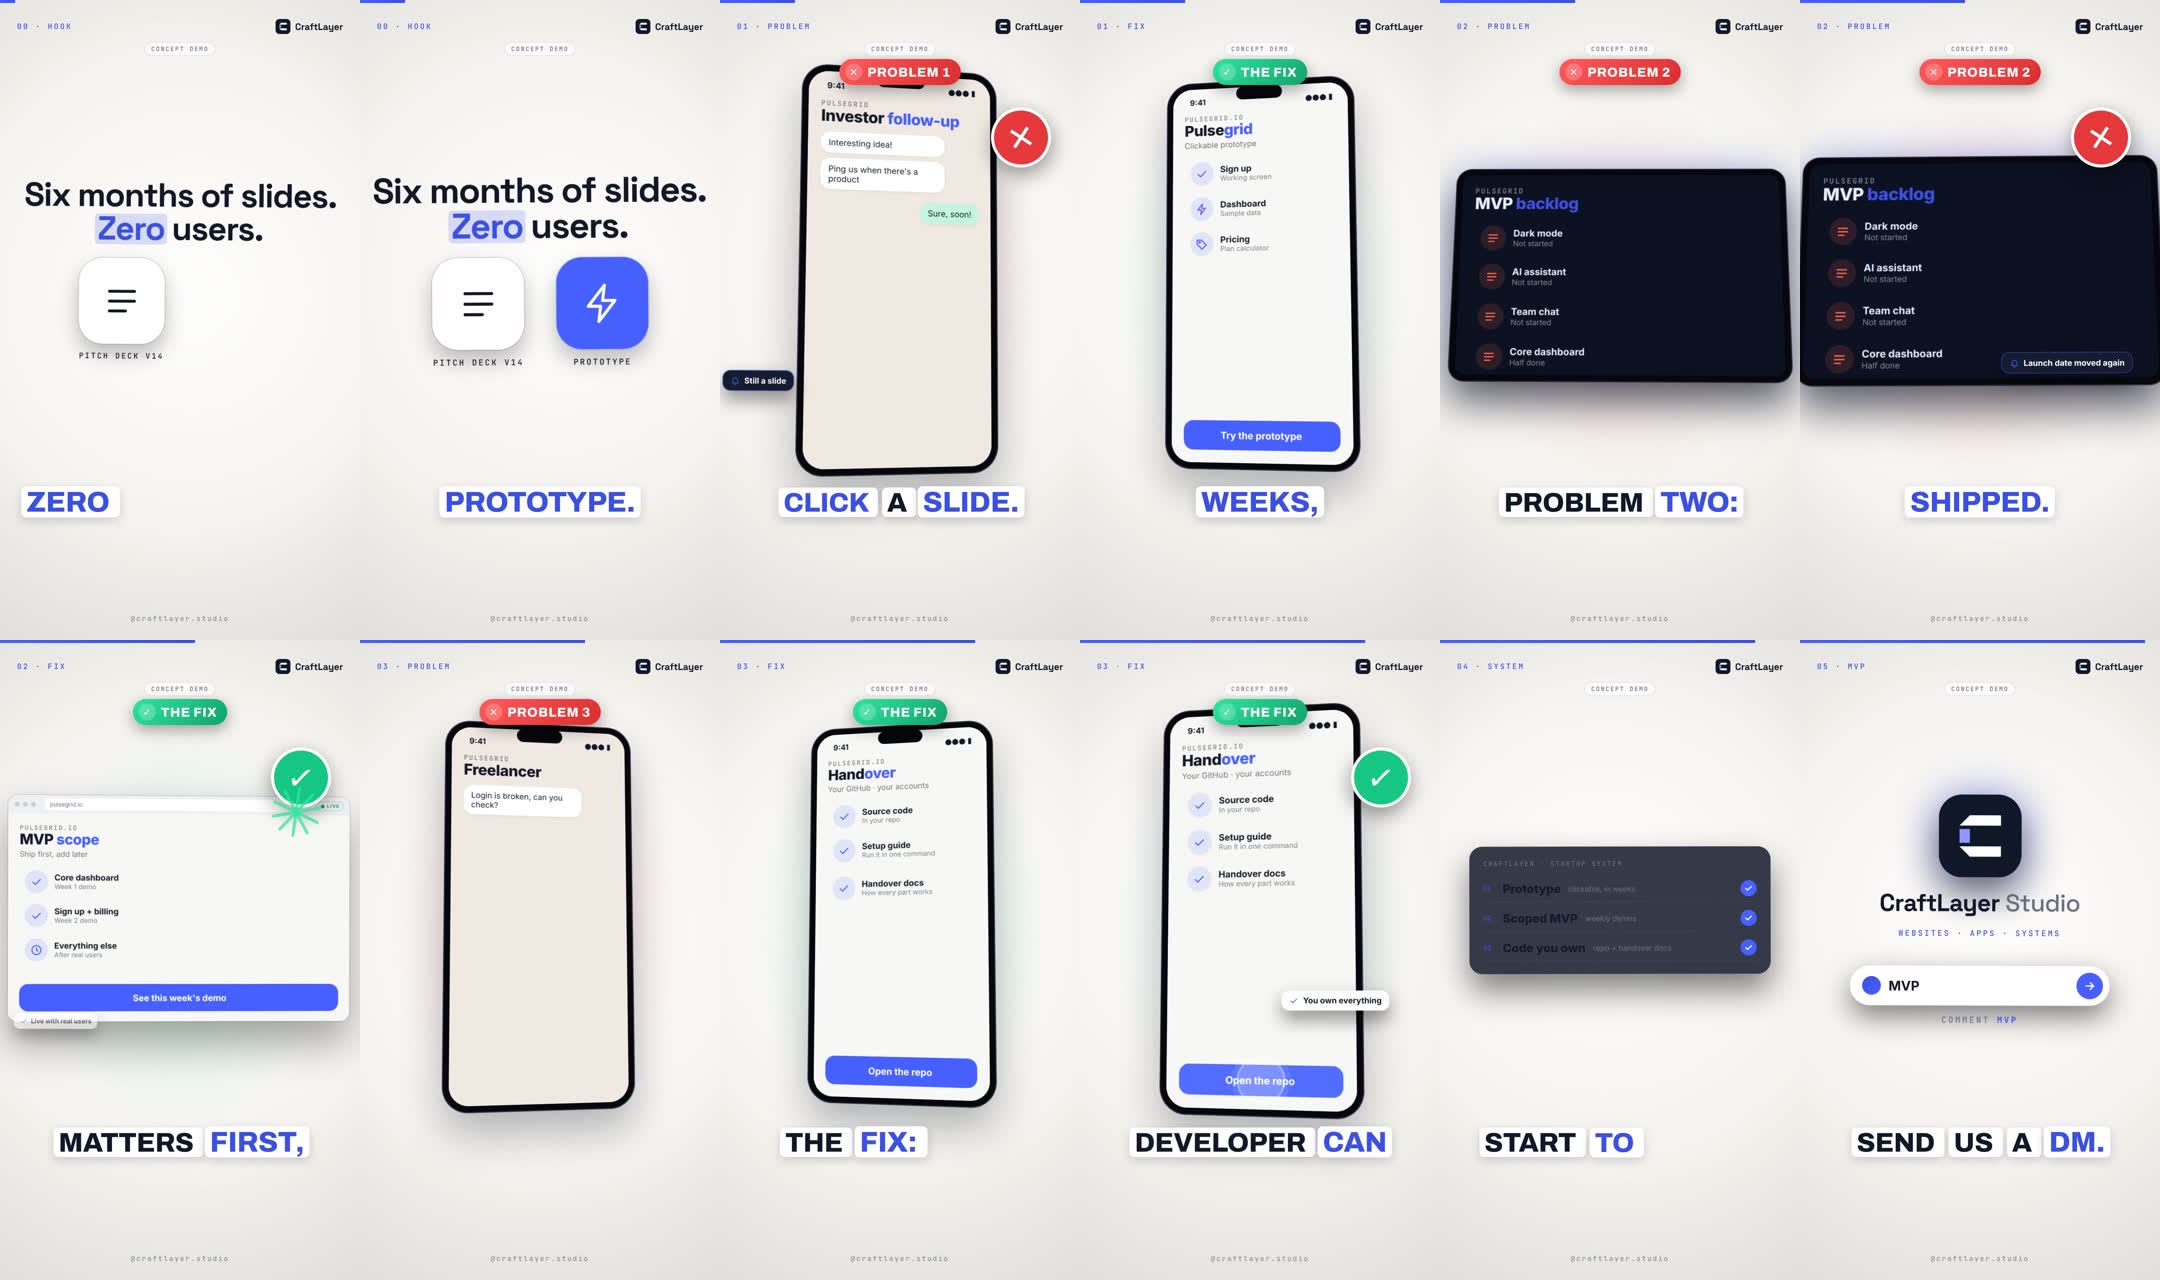 00 · HOOK
CraftLayer
CONCEPT DEMO
Six months of slides.
Zero users.
PITCH DECK V14
ZERO
@craftlayer.studio
00 · HOOK
CraftLayer
CONCEPT DEMO
Six months of slides.
Zero users.
PITCH DECK V14
PROTOTYPE
PROTOTYPE.
@craftlayer.studio
01 · PROBLEM
CraftLayer
CONCEPT DEMO
PROBLEM 1
9:41
PULSEGRID
Investor follow-up
Interesting idea!
Ping us when there's a
product
Sure, soon!
Still a slide
CLICK A SLIDE.
@craftlayer.studio
01 · FIX
CraftLayer
CONCEPT DEMO
THE FIX
9:41
PULSEGRID.IO
Pulsegrid
Clickable prototype
Sign up
Working screen
Dashboard
Sample data
Pricing
Plan calculator
Try the prototype
WEEKS,
@craftlayer.studio
02 · PROBLEM
CraftLayer
CONCEPT DEMO
PROBLEM 2
PULSEGRID
MVP backlog
Dark mode
Not started
AI assistant
Not started
Team chat
Not started
Core dashboard
Half done
PROBLEM TWO:
@craftlayer.studio
02 · PROBLEM
CraftLayer
CONCEPT DEMO
PROBLEM 2
PULSEGRID
MVP backlog
Dark mode
Not started
AI assistant
Not started
Team chat
Not started
Core dashboard
Half done
Launch date moved again
SHIPPED.
@craftlayer.studio
02 · FIX
CraftLayer
CONCEPT DEMO
THE FIX
pulsegrid.io
LIVE
PULSEGRID.IO
MVP scope
Ship first, add later
Core dashboard
Week 1 demo
Sign up + billing
Week 2 demo
Everything else
After real users
See this week's demo
Live with real users
MATTERS FIRST,
@craftlayer.studio
03 · PROBLEM
CraftLayer
CONCEPT DEMO
PROBLEM 3
9:41
PULSEGRID
Freelancer
Login is broken, can you
check?
@craftlayer.studio
03 · FIX
CraftLayer
CONCEPT DEMO
THE FIX
9:41
PULSEGRID.IO
Handover
Your GitHub · your accounts
Source code
In your repo
Setup guide
Run it in one command
Handover docs
How every part works
Open the repo
THE FIX:
@craftlayer.studio
03 · FIX
CraftLayer
CONCEPT DEMO
THE FIX
9:41
PULSEGRID.IO
Handover
Your GitHub · your accounts
Source code
In your repo
Setup guide
Run it in one command
Handover docs
How every part works
You own everything
Open the repo
DEVELOPER CAN
@craftlayer.studio
04 · SYSTEM
CraftLayer
CONCEPT DEMO
CRAFTLAYER · STARTUP SYSTEM
01 Prototype clickable, in weeks
02 Scoped MVP weekly demos
03 Code you own repo + handover docs
START TO
@craftlayer.studio
05 · MVP
CraftLayer
CONCEPT DEMO
CraftLayer Studio
WEBSITES · APPS · SYSTEMS
MVP
COMMENT MVP
SEND US A DM.
@craftlayer.studio